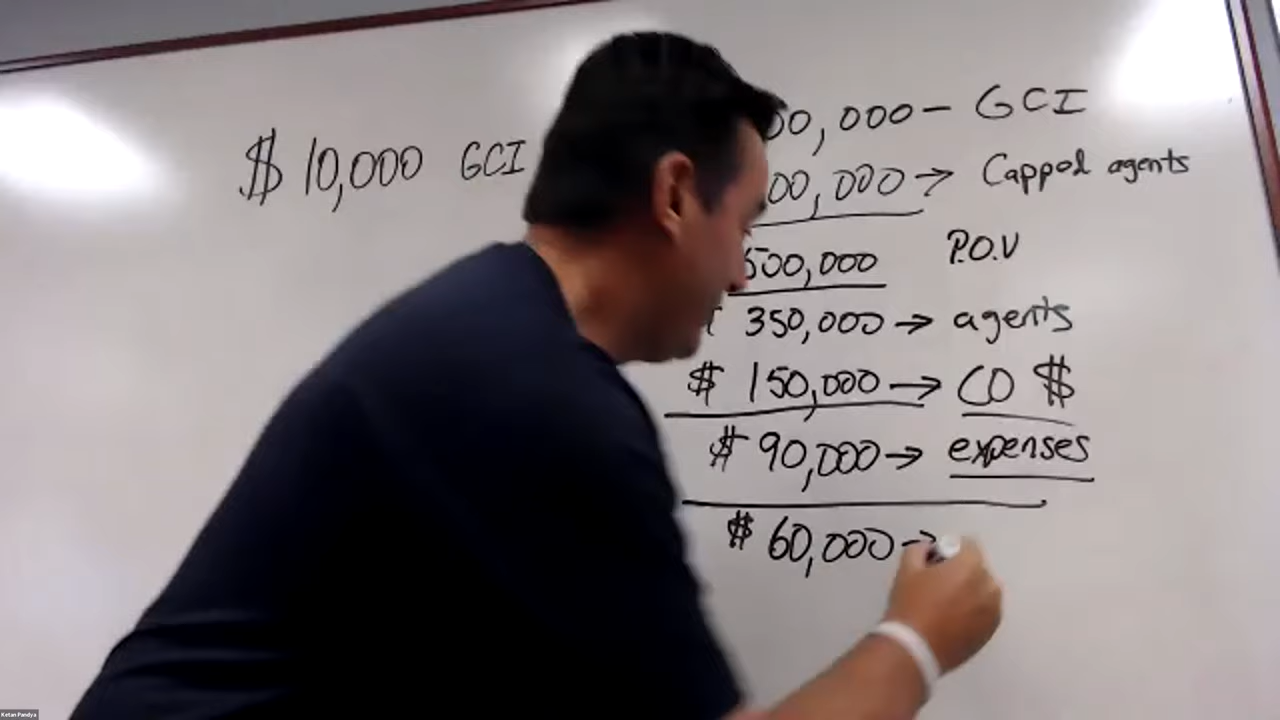 $ 10,000 GCI
00,000 - GCI
00,000 → Capped agents
500,000 P.O.V
350,000 → agents
$ 150,000 → CO $
$ 90,000 → expenses
$ 60,000 →
Ketan Pandya